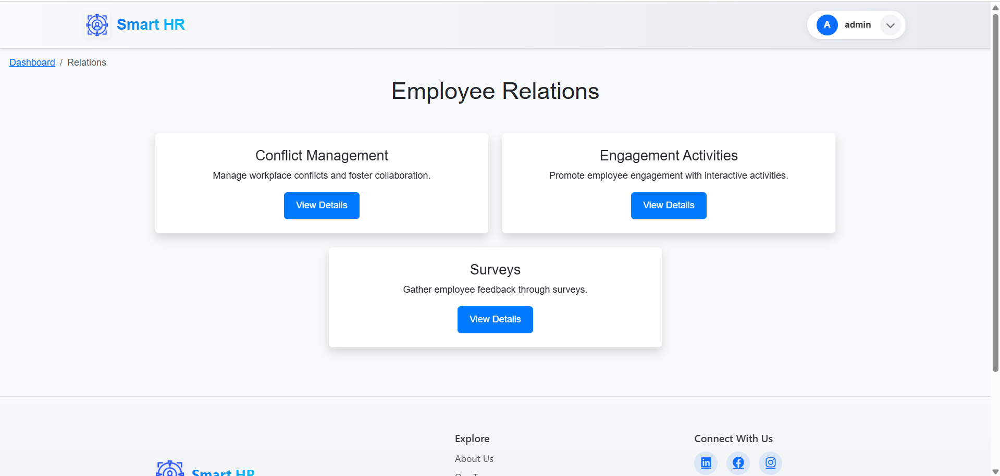 Smart HR
A admin
Dashboard / Relations
Employee Relations
Conflict Management
Manage workplace conflicts and foster collaboration.
View Details
Engagement Activities
Promote employee engagement with interactive activities.
View Details
Surveys
Gather employee feedback through surveys.
View Details
Smart HR
Explore
About Us
Connect With Us